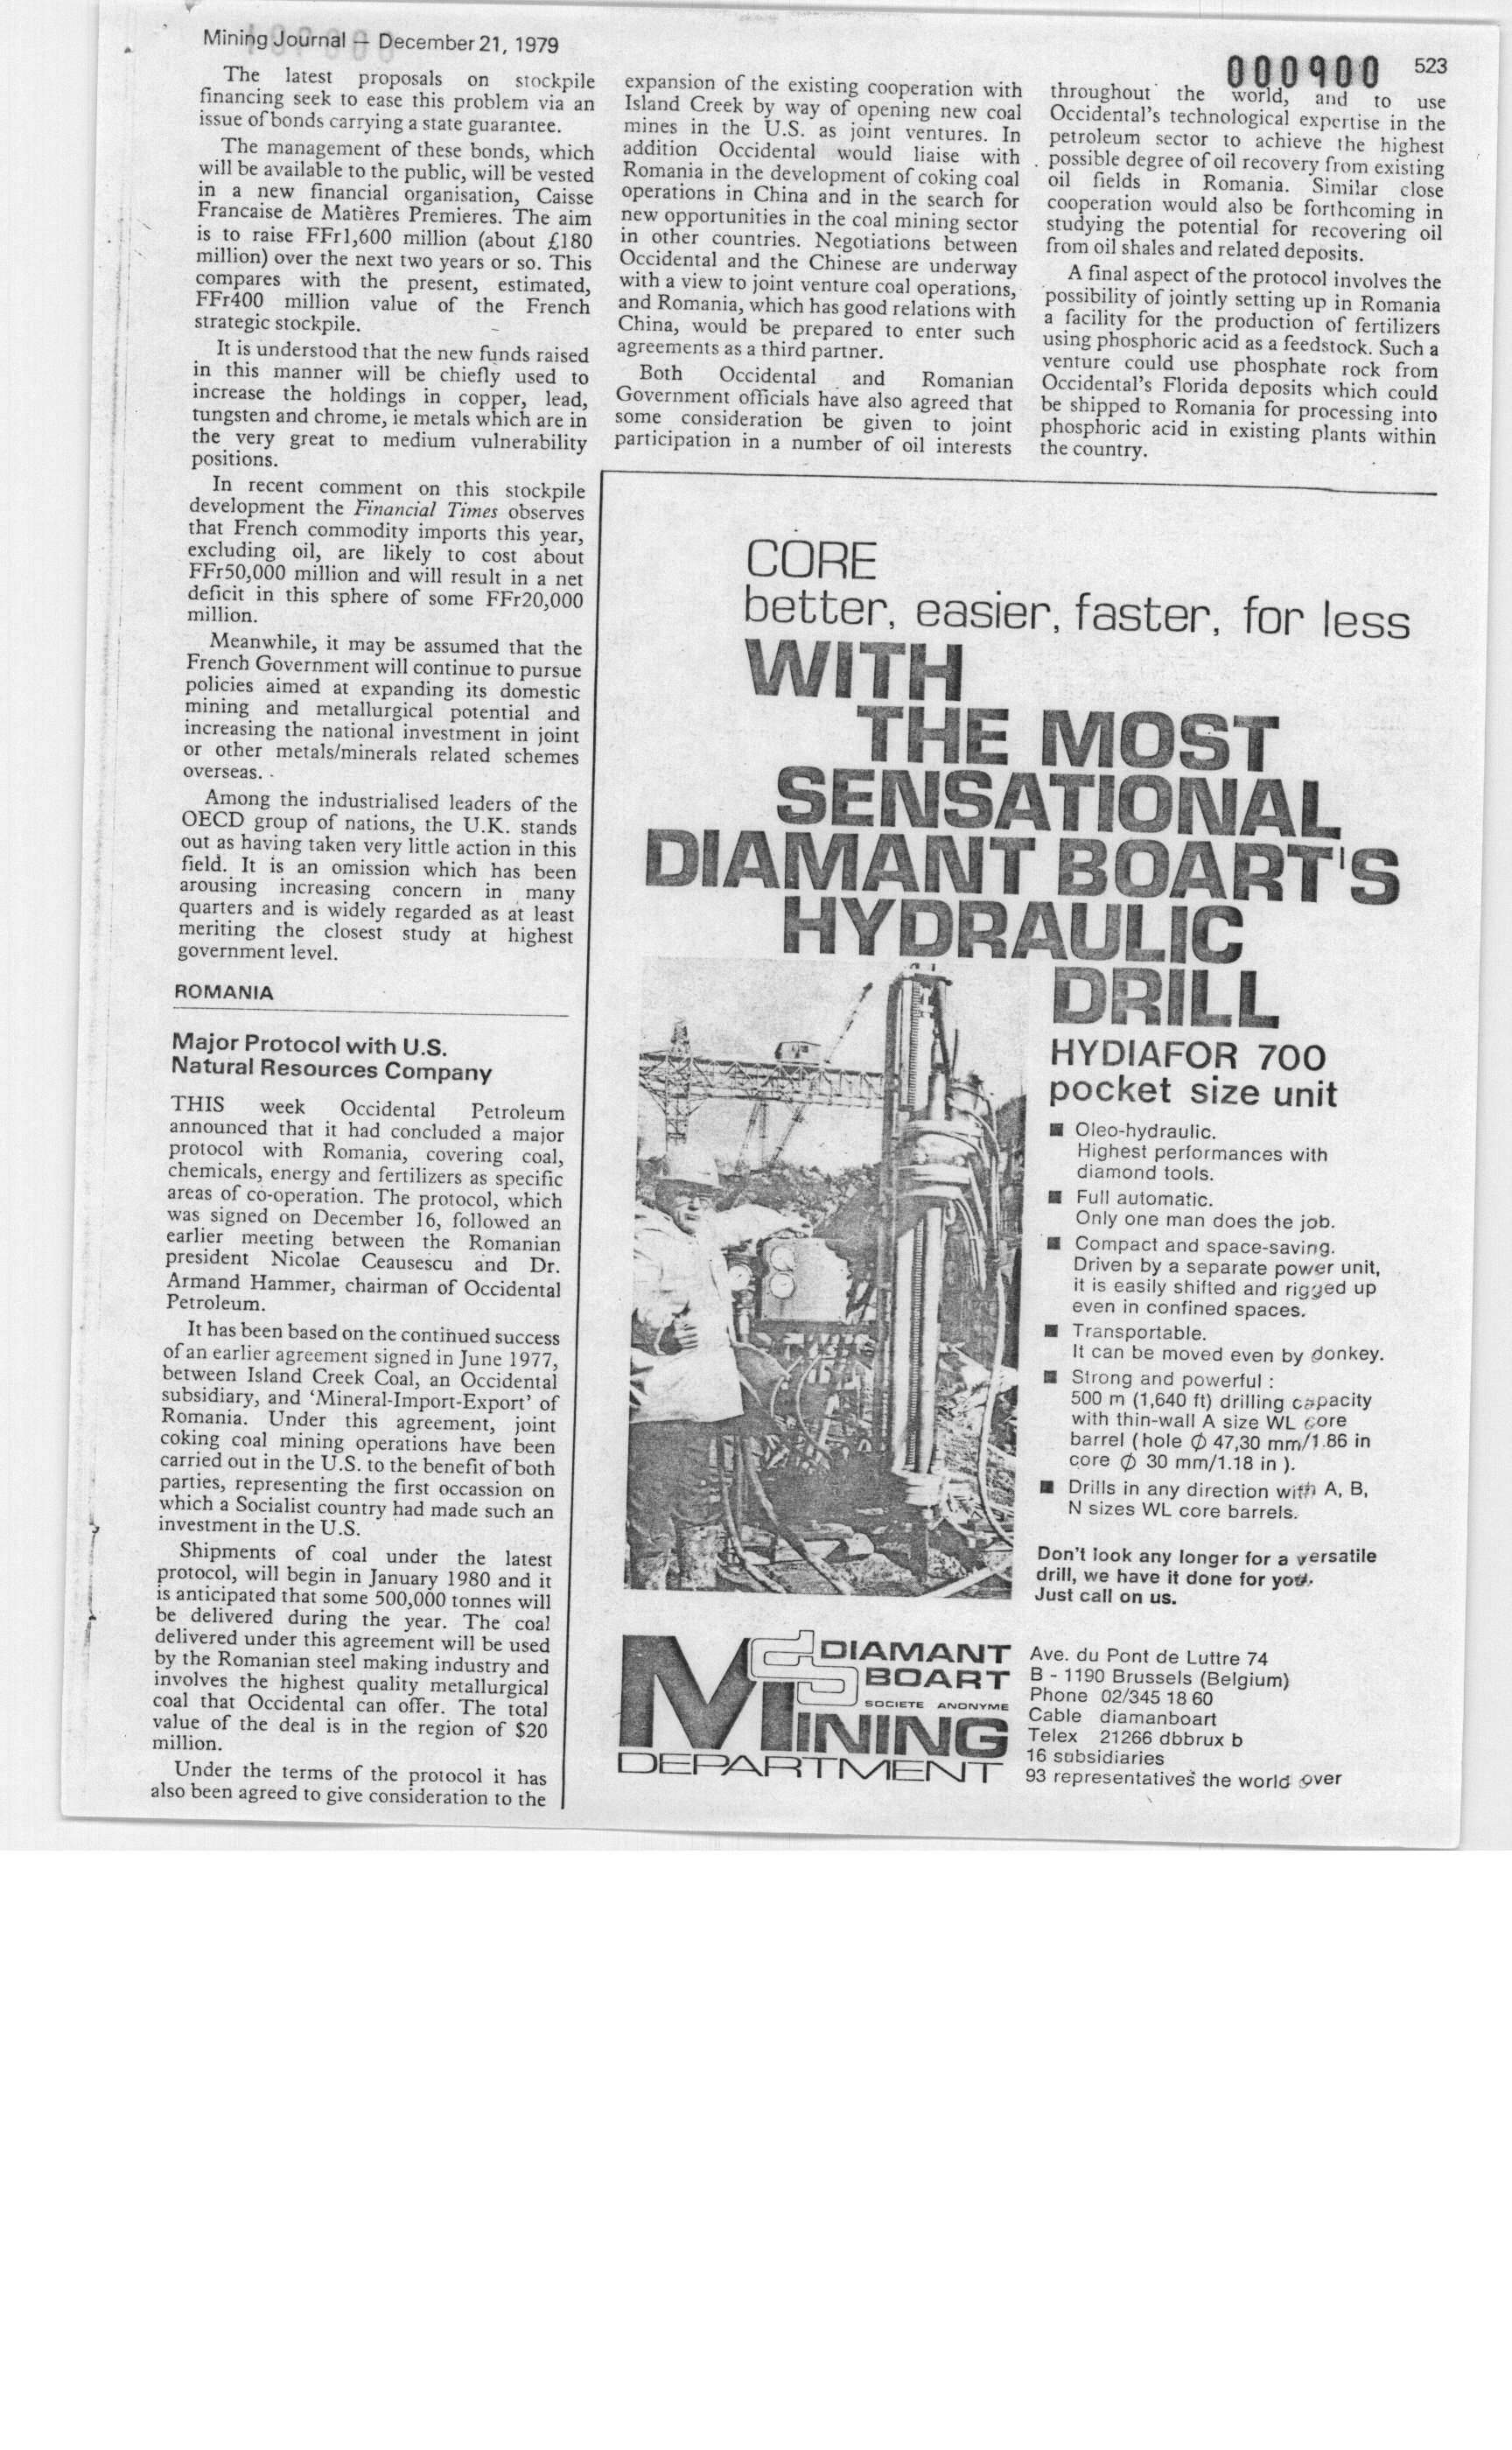 Mining Journal — December 21, 1979
000900
523
The latest proposals on stockpile
financing seek to ease this problem via an
issue of bonds carrying a state guarantee.
The management of these bonds, which
will be available to the public, will be vested
in a new financial organisation, Caisse
Francaise de Matières Premieres. The aim
is to raise FFr1,600 million (about £180
million) over the next two years or so. This
compares with the present, estimated,
FFr400 million value of the French
strategic stockpile.
It is understood that the new funds raised
in this manner will be chiefly used to
increase the holdings in copper, lead,
tungsten and chrome, ie metals which are in
the very great to medium vulnerability
positions.
In recent comment on this stockpile
development the Financial Times observes
that French commodity imports this year,
excluding oil, are likely to cost about
FFr50,000 million and will result in a net
deficit in this sphere of some FFr20,000
million.
Meanwhile, it may be assumed that the
French Government will continue to pursue
policies aimed at expanding its domestic
mining and metallurgical potential and
increasing the national investment in joint
or other metals/minerals related schemes
overseas.
Among the industrialised leaders of the
OECD group of nations, the U.K. stands
out as having taken very little action in this
field. It is an omission which has been
arousing increasing concern in many
quarters and is widely regarded as at least
meriting the closest study at highest
government level.
ROMANIA
Major Protocol with U.S.
Natural Resources Company
THIS week Occidental Petroleum
announced that it had concluded a major
protocol with Romania, covering coal,
chemicals, energy and fertilizers as specific
areas of co-operation. The protocol, which
was signed on December 16, followed an
earlier meeting between the Romanian
president Nicolae Ceausescu and Dr.
Armand Hammer, chairman of Occidental
Petroleum.
It has been based on the continued success
of an earlier agreement signed in June 1977,
between Island Creek Coal, an Occidental
subsidiary, and ‘Mineral-Import-Export’ of
Romania. Under this agreement, joint
coking coal mining operations have been
carried out in the U.S. to the benefit of both
parties, representing the first occassion on
which a Socialist country had made such an
investment in the U.S.
Shipments of coal under the latest
protocol, will begin in January 1980 and it
is anticipated that some 500,000 tonnes will
be delivered during the year. The coal
delivered under this agreement will be used
by the Romanian steel making industry and
involves the highest quality metallurgical
coal that Occidental can offer. The total
value of the deal is in the region of $20
million.
Under the terms of the protocol it has
also been agreed to give consideration to the
expansion of the existing cooperation with
Island Creek by way of opening new coal
mines in the U.S. as joint ventures. In
addition Occidental would liaise with
Romania in the development of coking coal
operations in China and in the search for
new opportunities in the coal mining sector
in other countries. Negotiations between
Occidental and the Chinese are underway
with a view to joint venture coal operations,
and Romania, which has good relations with
China, would be prepared to enter such
agreements as a third partner.
Both Occidental and Romanian
Government officials have also agreed that
some consideration be given to joint
participation in a number of oil interests
throughout the world, and to use
Occidental's technological expertise in the
petroleum sector to achieve the highest
possible degree of oil recovery from existing
oil fields in Romania. Similar close
cooperation would also be forthcoming in
studying the potential for recovering oil
from oil shales and related deposits.
A final aspect of the protocol involves the
possibility of jointly setting up in Romania
a facility for the production of fertilizers
using phosphoric acid as a feedstock. Such a
venture could use phosphate rock from
Occidental's Florida deposits which could
be shipped to Romania for processing into
phosphoric acid in existing plants within
the country.
CORE
better, easier, faster, for less
WITH
THE MOST
SENSATIONAL
DIAMANT BOART'S
HYDRAULIC
DRILL
HYDIAFOR 700
pocket size unit
■ Oleo-hydraulic.
Highest performances with
diamond tools.
■ Full automatic.
Only one man does the job.
■ Compact and space-saving.
Driven by a separate power unit,
it is easily shifted and rigged up
even in confined spaces.
■ Transportable.
It can be moved even by donkey.
■ Strong and powerful :
500 m (1,640 ft) drilling capacity
with thin-wall A size WL core
barrel (hole ∅ 47,30 mm/1.86 in
core ∅ 30 mm/1.18 in ).
■ Drills in any direction with A, B,
N sizes WL core barrels.
Don't look any longer for a versatile
drill, we have it done for you.
Just call on us.
DIAMANT
BOART
SOCIETE ANONYME
MINING
DEPARTMENT
Ave. du Pont de Luttre 74
B - 1190 Brussels (Belgium)
Phone 02/345 18 60
Cable diamanboart
Telex 21266 dbbrux b
16 subsidiaries
93 representatives the world over